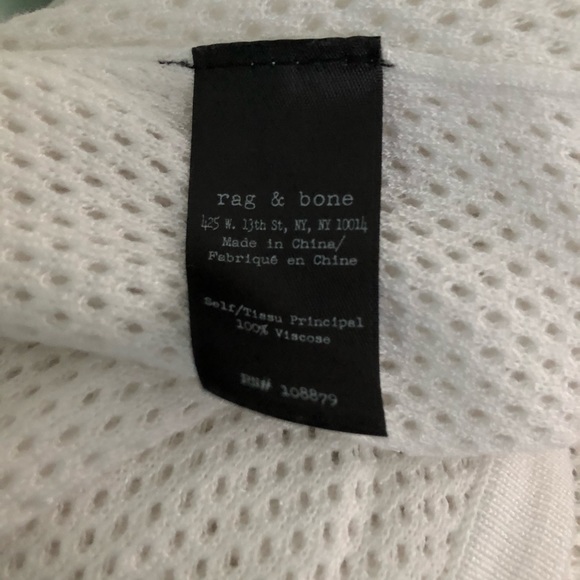 rag & bone
425 W. 13th St, NY, NY 10014
Made in China/
Fabriqué en Chine
Self/Tissu Principal
100% Viscose
RN# 108879